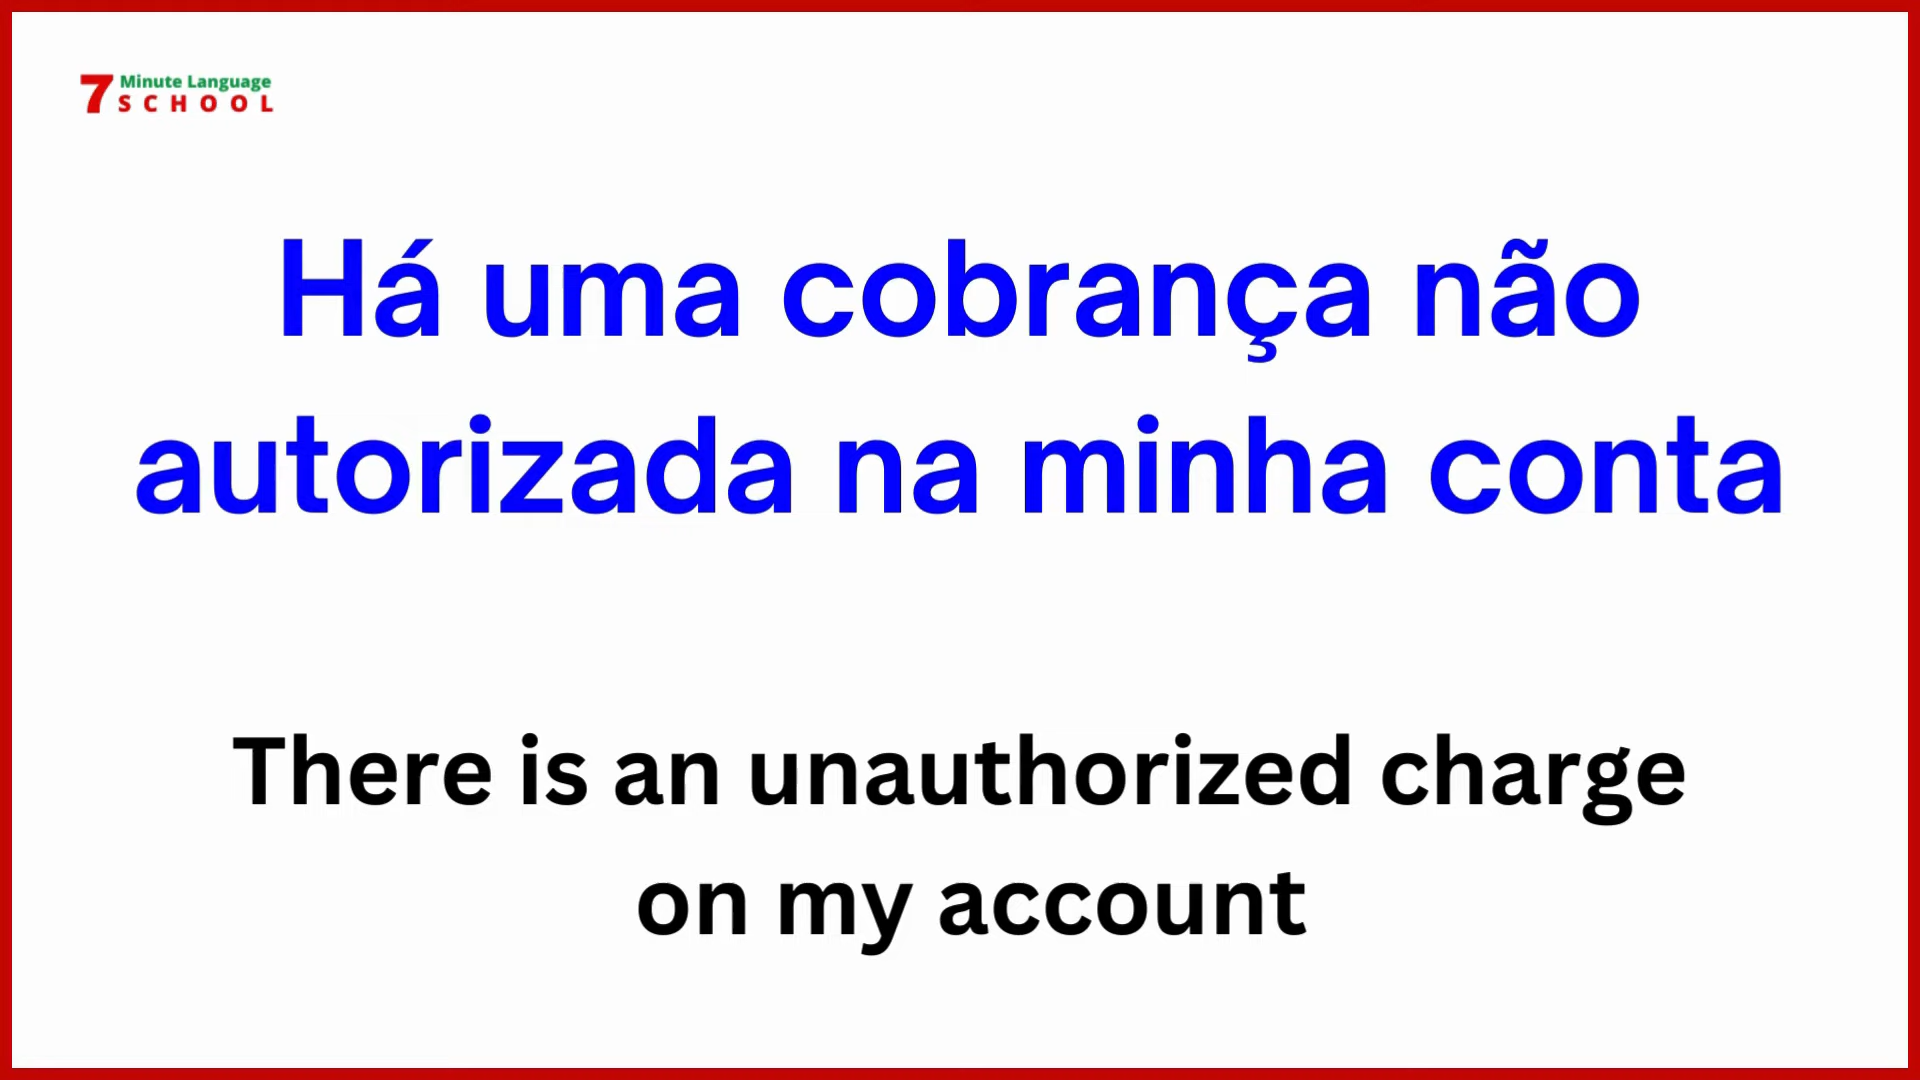 7 Minute Language
SCHOOL
Há uma cobrança não
autorizada na minha conta
There is an unauthorized charge
on my account